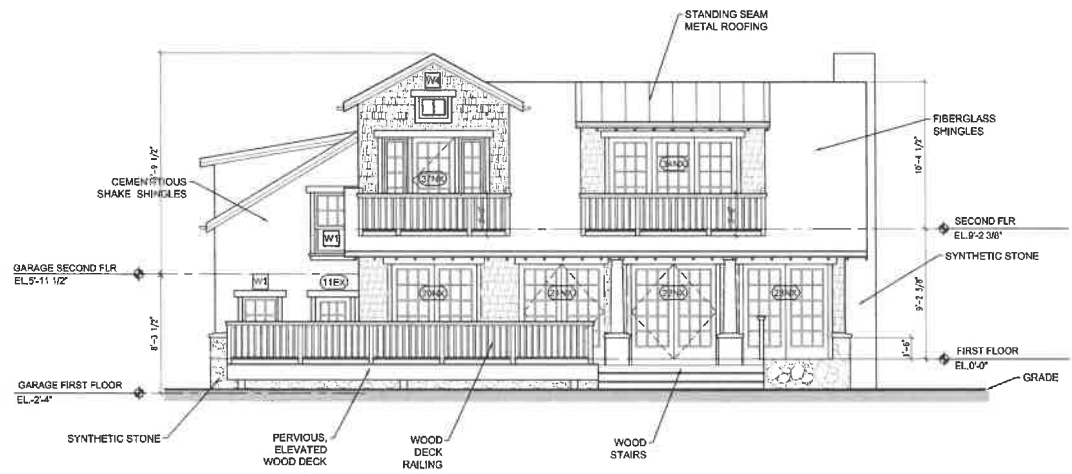 STANDING SEAM
METAL ROOFING
W4
FIBERGLASS
SHINGLES
10'-4 1/2"
CEMENTITIOUS
SHAKE SHINGLES
W1
SECOND FLR
EL.9'-2 3/8"
SYNTHETIC STONE
GARAGE SECOND FLR
EL.5'-11 1/2"
W1
11EX
9'-2 3/8"
8'-3 1/2"
1'-6"
FIRST FLOOR
EL.0'-0"
GRADE
GARAGE FIRST FLOOR
EL.-2'-4"
SYNTHETIC STONE
PERVIOUS,
ELEVATED
WOOD DECK
WOOD
DECK
RAILING
WOOD
STAIRS